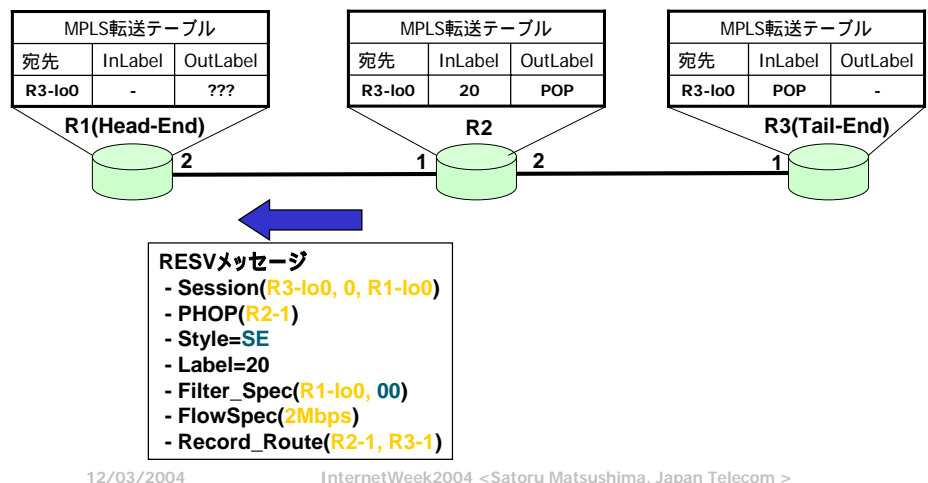 MPLS転送テーブル
宛先 InLabel OutLabel
R3-lo0 - ???
MPLS転送テーブル
宛先 InLabel OutLabel
R3-lo0 20 POP
MPLS転送テーブル
宛先 InLabel OutLabel
R3-lo0 POP -
R1(Head-End)
R2
R3(Tail-End)
2
1
2
1
RESVメッセージ
- Session(R3-lo0, 0, R1-lo0)
- PHOP(R2-1)
- Style=SE
- Label=20
- Filter_Spec(R1-lo0, 00)
- FlowSpec(2Mbps)
- Record_Route(R2-1, R3-1)
12/03/2004 InternetWeek2004 <Satoru Matsushima, Japan Telecom >